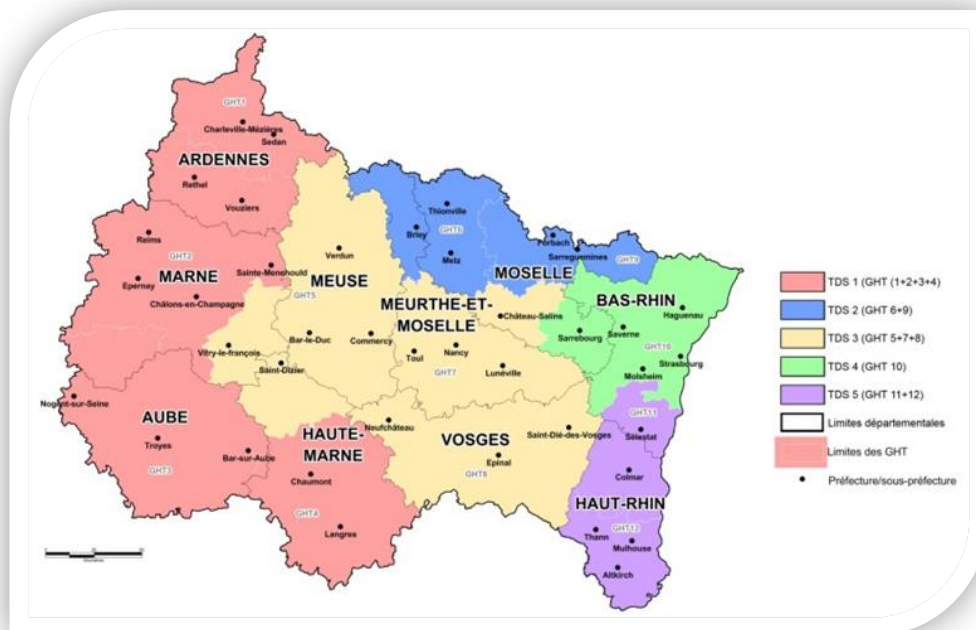 GHT1
Charleville-Mézières
Sedan
ARDENNES
Rethel
Vouziers
Reims
GHT2
MARNE
Sainte-Menehould
Epernay
Châlons-en-Champagne
Verdun
MEUSE
GHT5
Thionville
Briey
GHT6
Metz
Forbach
Sarreguemines
GHT9
MOSELLE
MEURTHE-ET-
MOSELLE
Château-Salins
BAS-RHIN
Haguenau
Sarrebourg
Saverne
GHT10
Strasbourg
Molsheim
Vitry-le-françois
Bar-le-Duc
Commercy
Saint-Dizier
Toul
Nancy
GHT7
Lunéville
Nogent-sur-Seine
AUBE
Troyes
GHT3
Bar-sur-Aube
HAUTE-
MARNE
Chaumont
GHT4
Langres
Neufchâteau
VOSGES
Saint-Dié-des-Vosges
Epinal
GHT8
GHT11
Sélestat
Colmar
HAUT-RHIN
Thann
GHT12
Mulhouse
Altkirch
TDS 1 (GHT (1+2+3+4)
TDS 2 (GHT 6+9)
TDS 3 (GHT 5+7+8)
TDS 4 (GHT 10)
TDS 5 (GHT 11+12)
Limites départementales
Limites des GHT
Préfecture/sous-préfecture